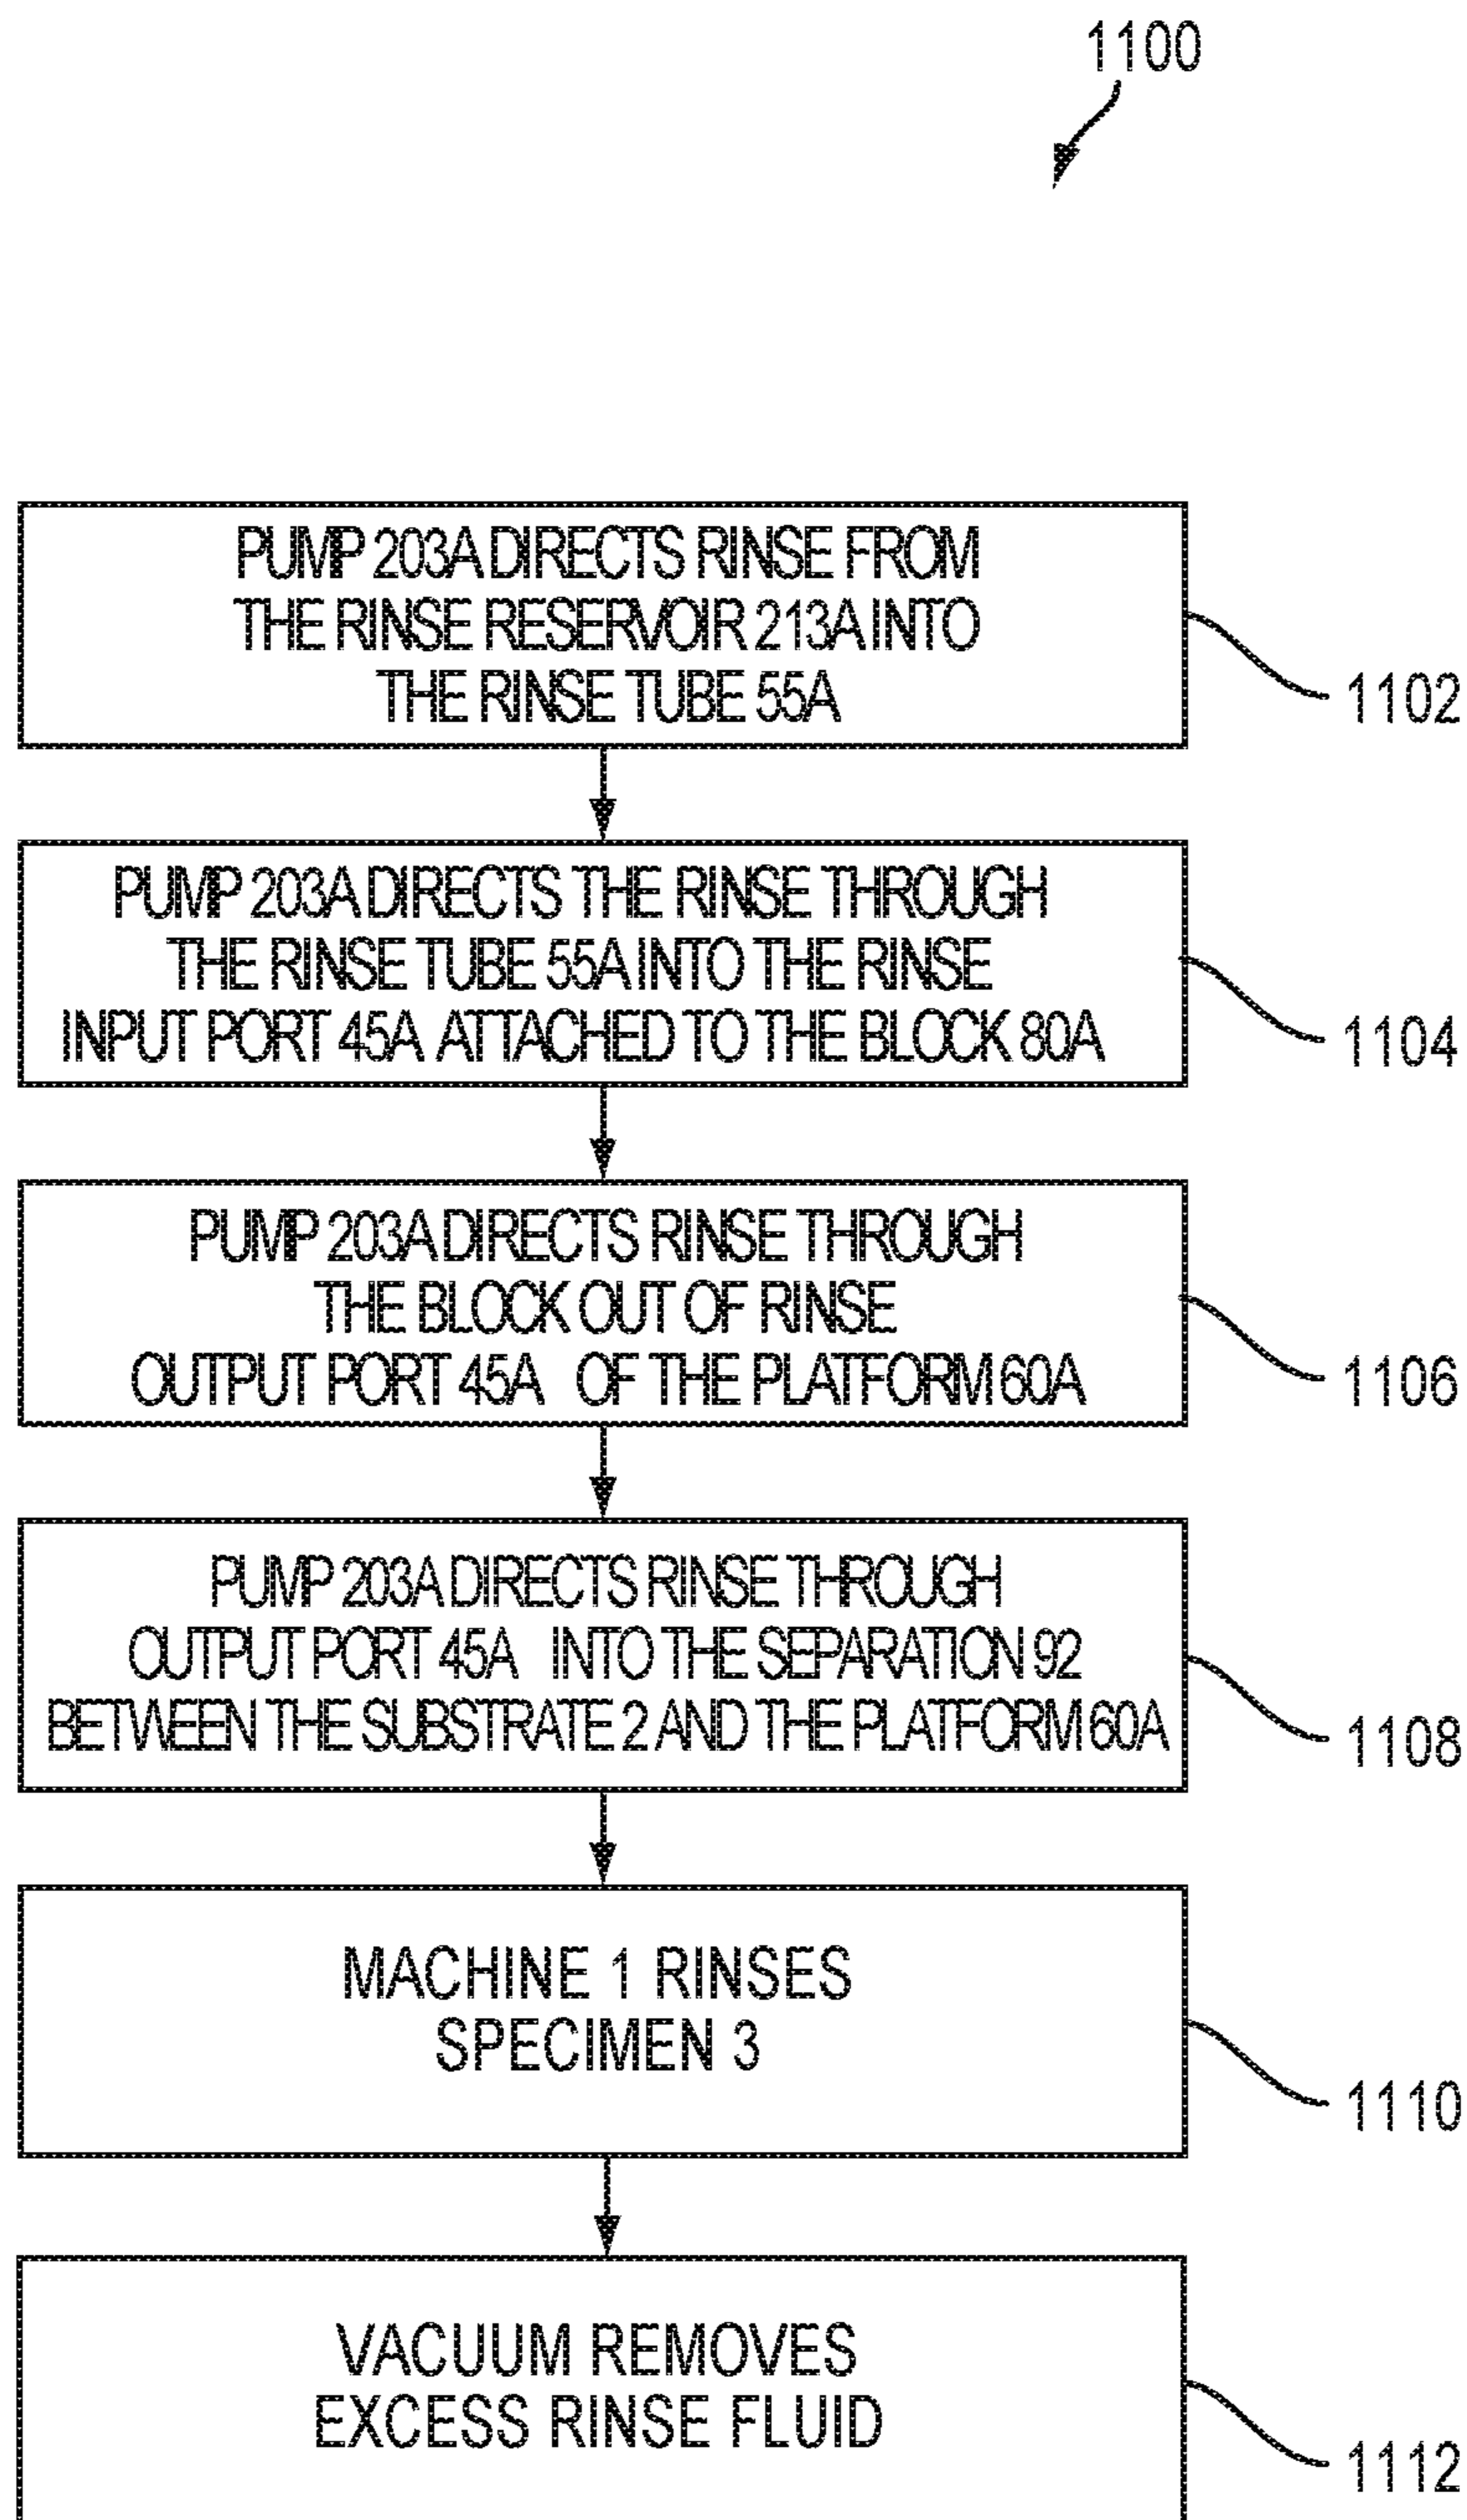 1100
PUMP 203A DIRECTS RINSE FROM
THE RINSE RESERVOIR 213A INTO
THE RINSE TUBE 55A
1102
PUMP 203A DIRECTS THE RINSE THROUGH
THE RINSE TUBE 55A INTO THE RINSE
INPUT PORT 45A ATTACHED TO THE BLOCK 80A
1104
PUMP 203A DIRECTS RINSE THROUGH
THE BLOCK OUT OF RINSE
OUTPUT PORT 45A OF THE PLATFORM 60A
1106
PUMP 203A DIRECTS RINSE THROUGH
OUTPUT PORT 45A INTO THE SEPARATION 92
BETWEEN THE SUBSTRATE 2 AND THE PLATFORM 60A
1108
MACHINE 1 RINSES
SPECIMEN 3
1110
VACUUM REMOVES
EXCESS RINSE FLUID
1112